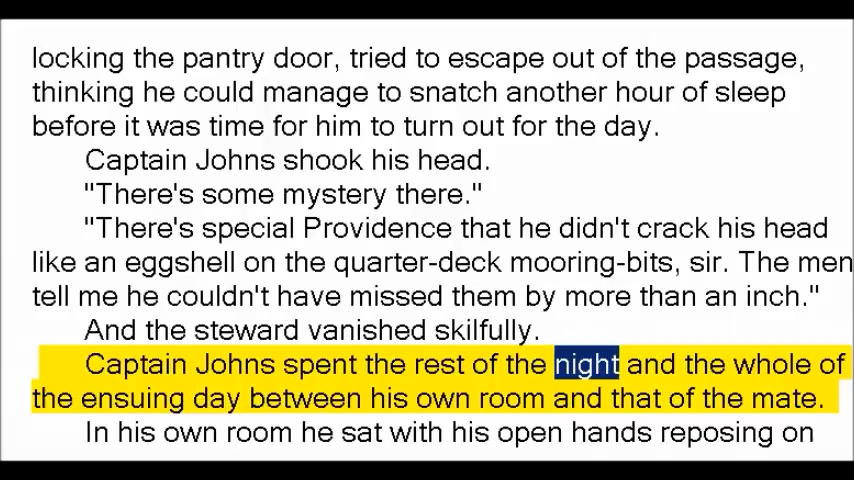 locking the pantry door, tried to escape out of the passage,
thinking he could manage to snatch another hour of sleep
before it was time for him to turn out for the day.
Captain Johns shook his head.
"There's some mystery there."
"There's special Providence that he didn't crack his head
like an eggshell on the quarter-deck mooring-bits, sir. The men
tell me he couldn't have missed them by more than an inch."
And the steward vanished skilfully.
Captain Johns spent the rest of the night and the whole of
the ensuing day between his own room and that of the mate.
In his own room he sat with his open hands reposing on